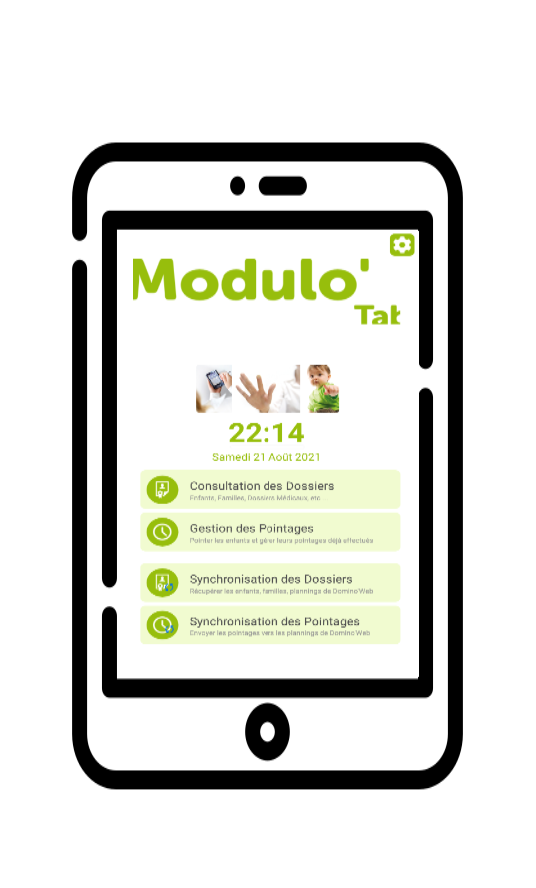 Modulo'
Tab
22:14
Samedi 21 Août 2021
Consultation des Dossiers
Enfants, Familles, Dossiers Médicaux, etc...
Gestion des Pointages
Pointer les enfants et gérer leurs pointages déjà effectués
Synchronisation des Dossiers
Récupérer les enfants, familles, plannings de Domino Web
Synchronisation des Pointages
Envoyer les pointages vers les plannings de Domino Web